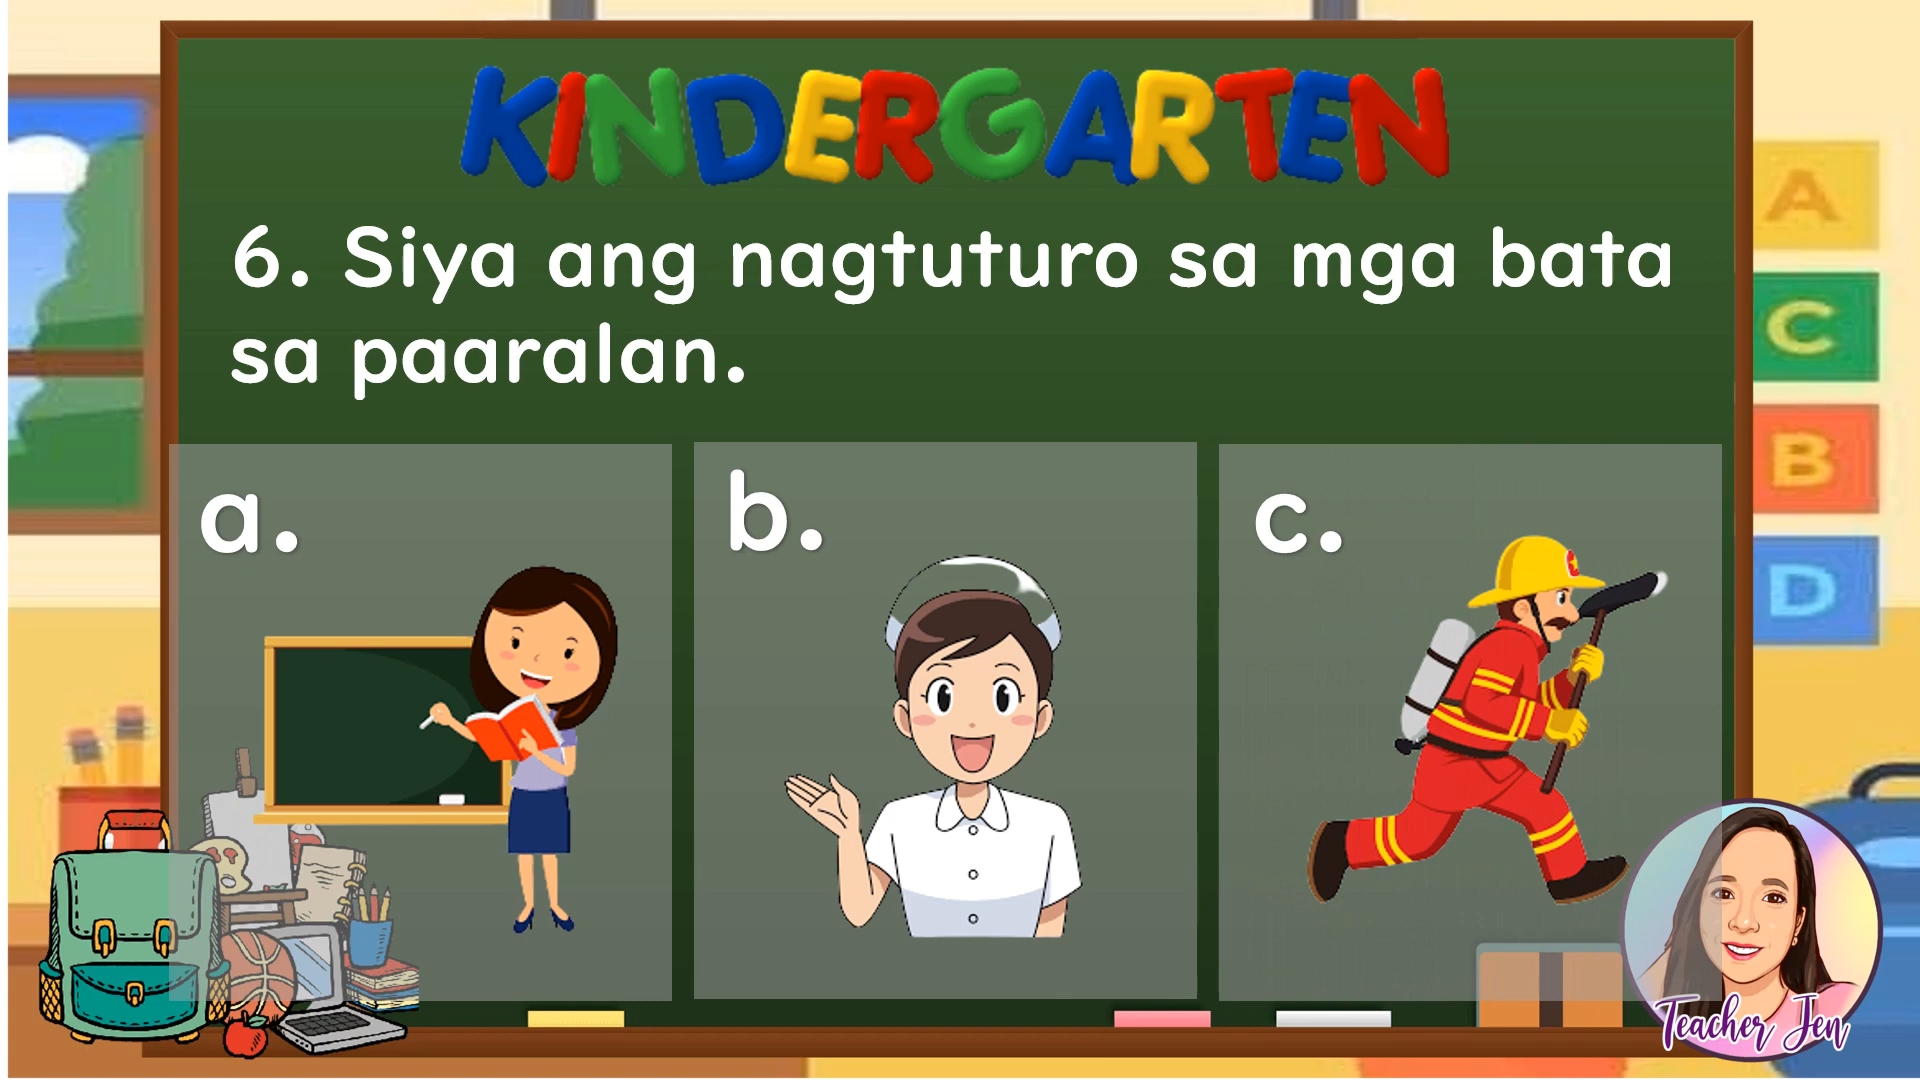 KINDERGARTEN
6. Siya ang nagtuturo sa mga bata
sa paaralan.
a.
b.
c.
A
C
B
D
Teacher Jen